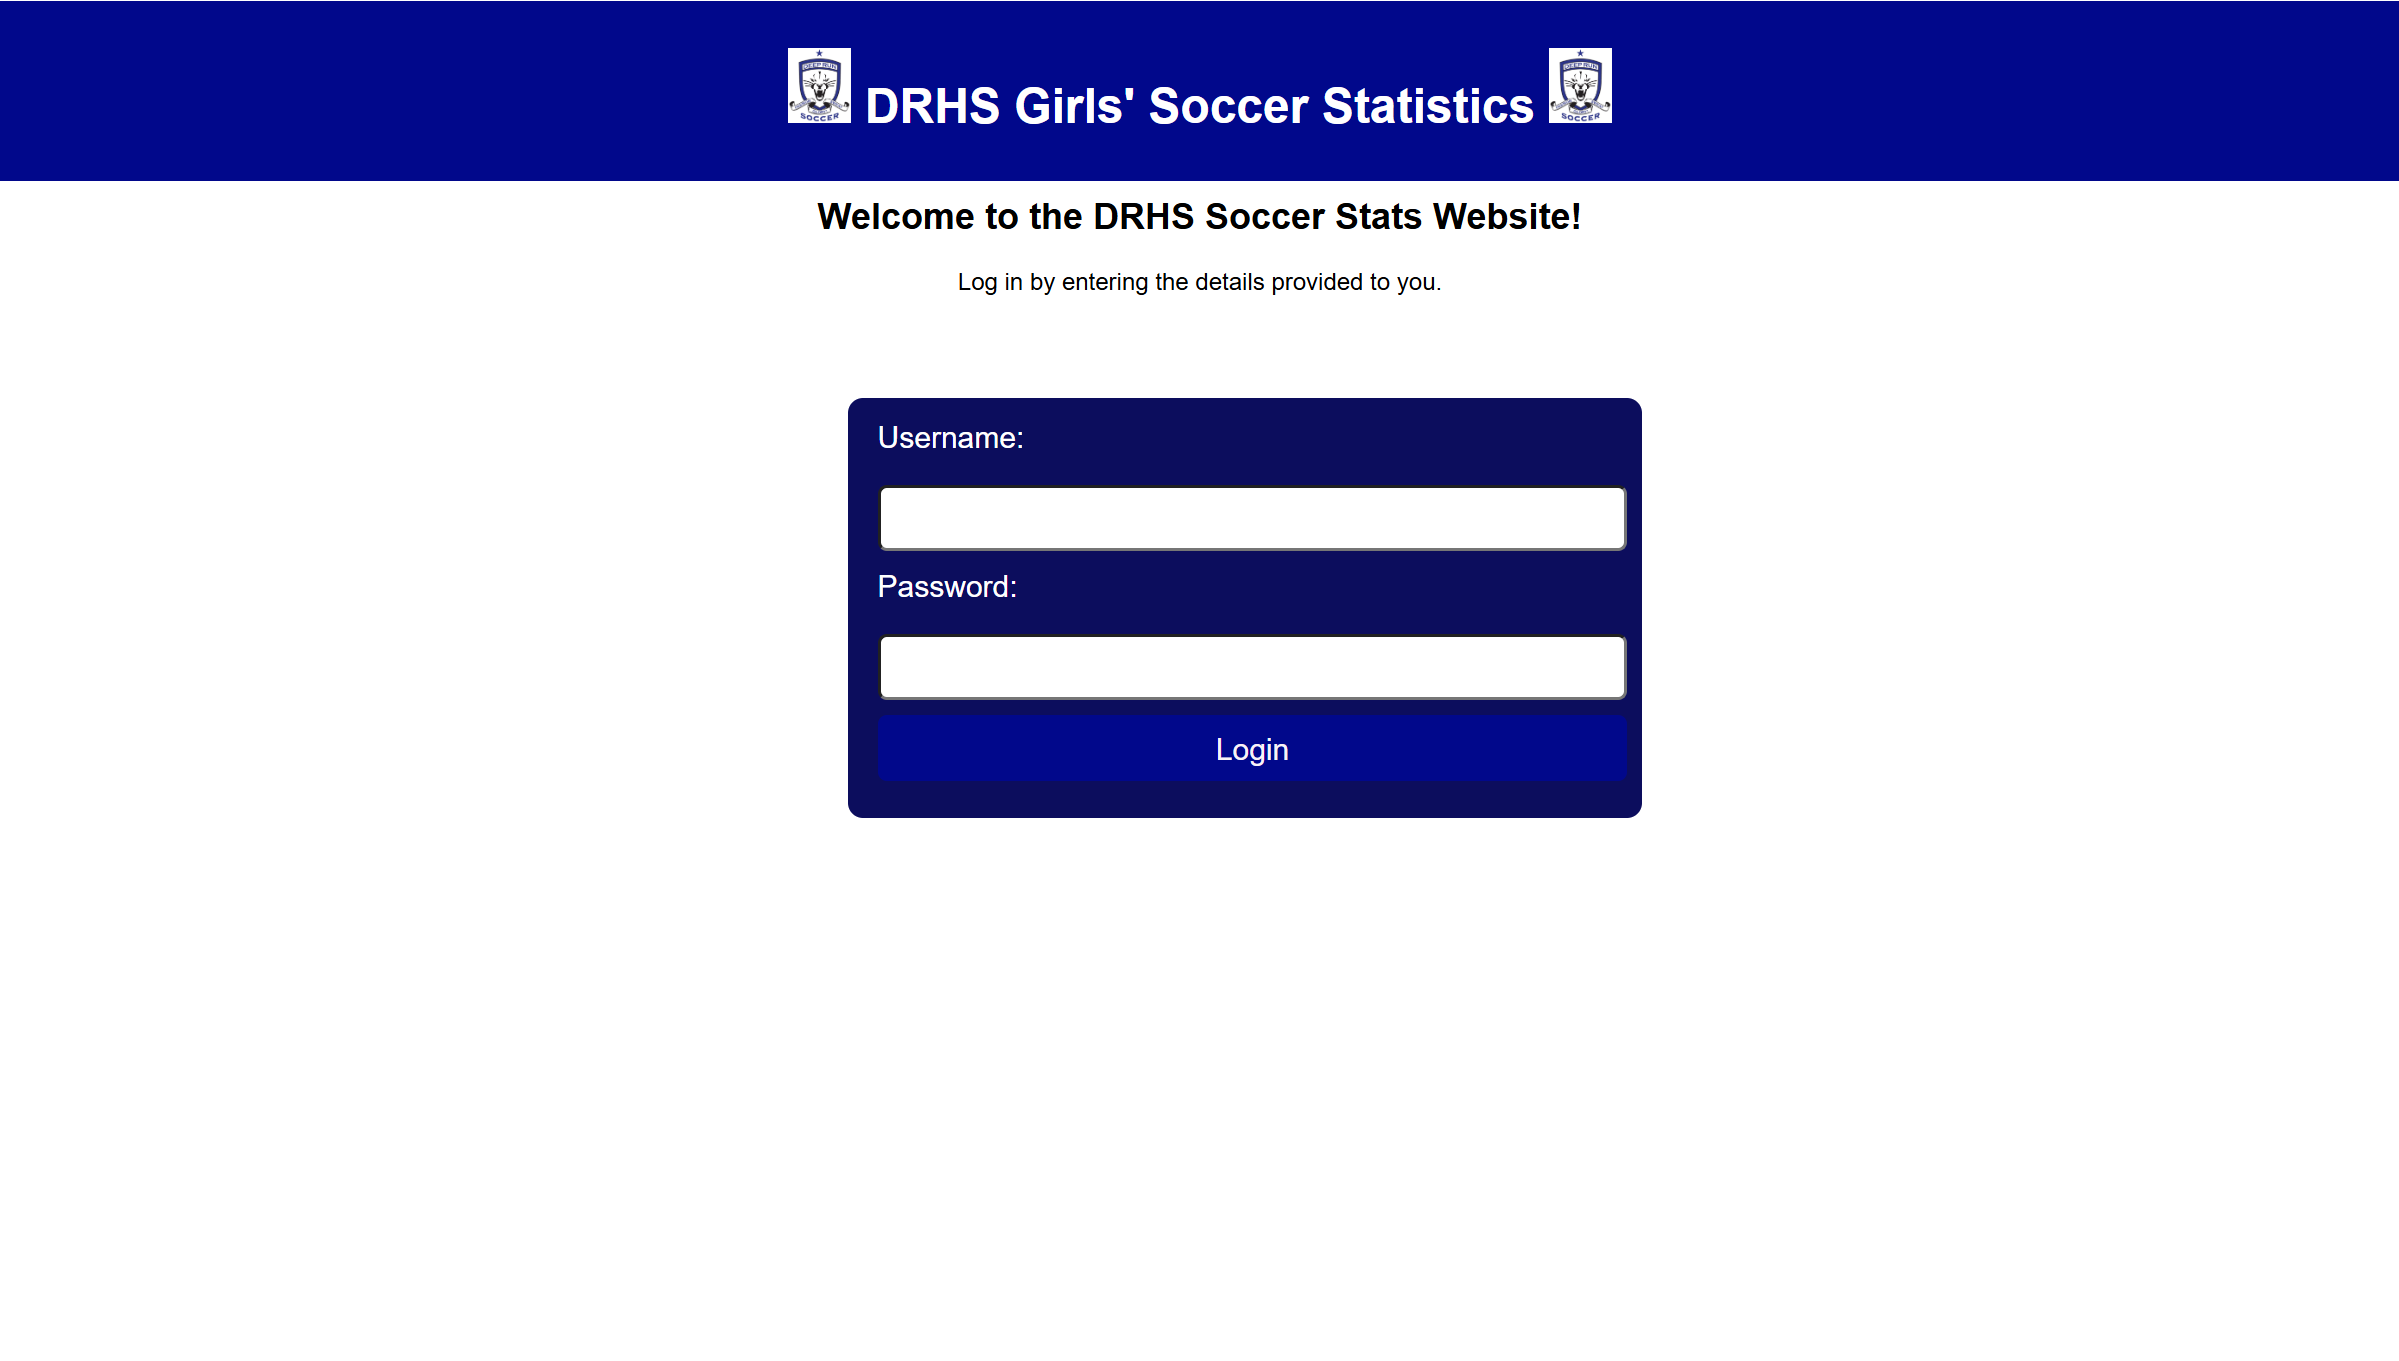 DEEP RUN
SOCCER
DRHS Girls' Soccer Statistics
DEEP RUN
SOCCER
Welcome to the DRHS Soccer Stats Website!
Log in by entering the details provided to you.
Username:
Password:
Login